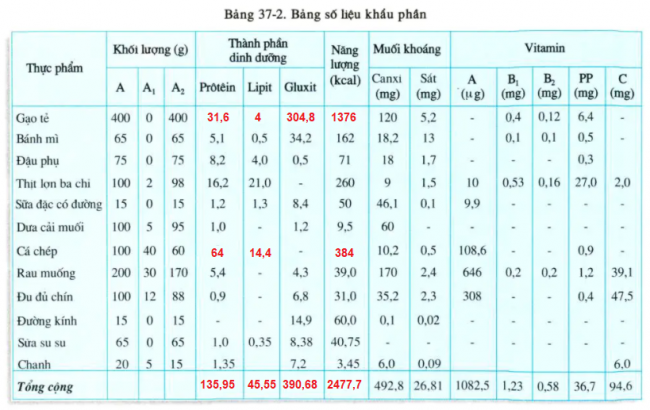 Bảng 37-2. Bảng số liệu khẩu phần
Thực phẩm | Khối lượng (g) | Thành phần dinh dưỡng | Năng lượng (kcal) | Muối khoáng | Vitamin
A | A₁ | A₂ | Prôtêin | Lipit | Gluxit | Canxi (mg) | Sắt (mg) | A (µg) | B₁ (mg) | B₂ (mg) | PP (mg) | C (mg)
Gạo tẻ | 400 | 0 | 400 | 31,6 | 4 | 304,8 | 1376 | 120 | 5,2 | - | 0,4 | 0,12 | 6,4 | -
Bánh mì | 65 | 0 | 65 | 5,1 | 0,5 | 34,2 | 162 | 18,2 | 13 | - | 0,1 | 0,1 | 0,5 | -
Đậu phụ | 75 | 0 | 75 | 8,2 | 4,0 | 0,5 | 71 | 18 | 1,7 | - | - | - | 0,3 | -
Thịt lợn ba chỉ | 100 | 2 | 98 | 16,2 | 21,0 | - | 260 | 9 | 1,5 | 10 | 0,53 | 0,16 | 27,0 | 2,0
Sữa đặc có đường | 15 | 0 | 15 | 1,2 | 1,3 | 8,4 | 50 | 46,1 | 0,1 | 9,9 | - | - | - | -
Dưa cải muối | 100 | 5 | 95 | 1,0 | - | 1,2 | 9,5 | 60 | - | - | - | - | - | -
Cá chép | 100 | 40 | 60 | 64 | 14,4 | - | 384 | 10,2 | 0,5 | 108,6 | - | - | 0,9 | -
Rau muống | 200 | 30 | 170 | 5,4 | - | 4,3 | 39,0 | 170 | 2,4 | 646 | 0,2 | 0,2 | 1,2 | 39,1
Đu đủ chín | 100 | 12 | 88 | 0,9 | - | 6,8 | 31,0 | 35,2 | 2,3 | 308 | - | - | 0,4 | 47,5
Đường kính | 15 | 0 | 15 | - | - | 14,9 | 60,0 | 0,1 | 0,02 | - | - | - | - | -
Sữa su su | 65 | 0 | 65 | 1,0 | 0,35 | 8,38 | 40,75 | - | - | - | - | - | -
Chanh | 20 | 5 | 15 | 1,35 | 7,2 | 3,45 | 6,0 | 0,09 | 6,0
Tổng cộng | 135,95 | 45,55 | 390,68 | 2477,7 | 492,8 | 26,81 | 1082,5 | 1,23 | 0,58 | 36,7 | 94,6